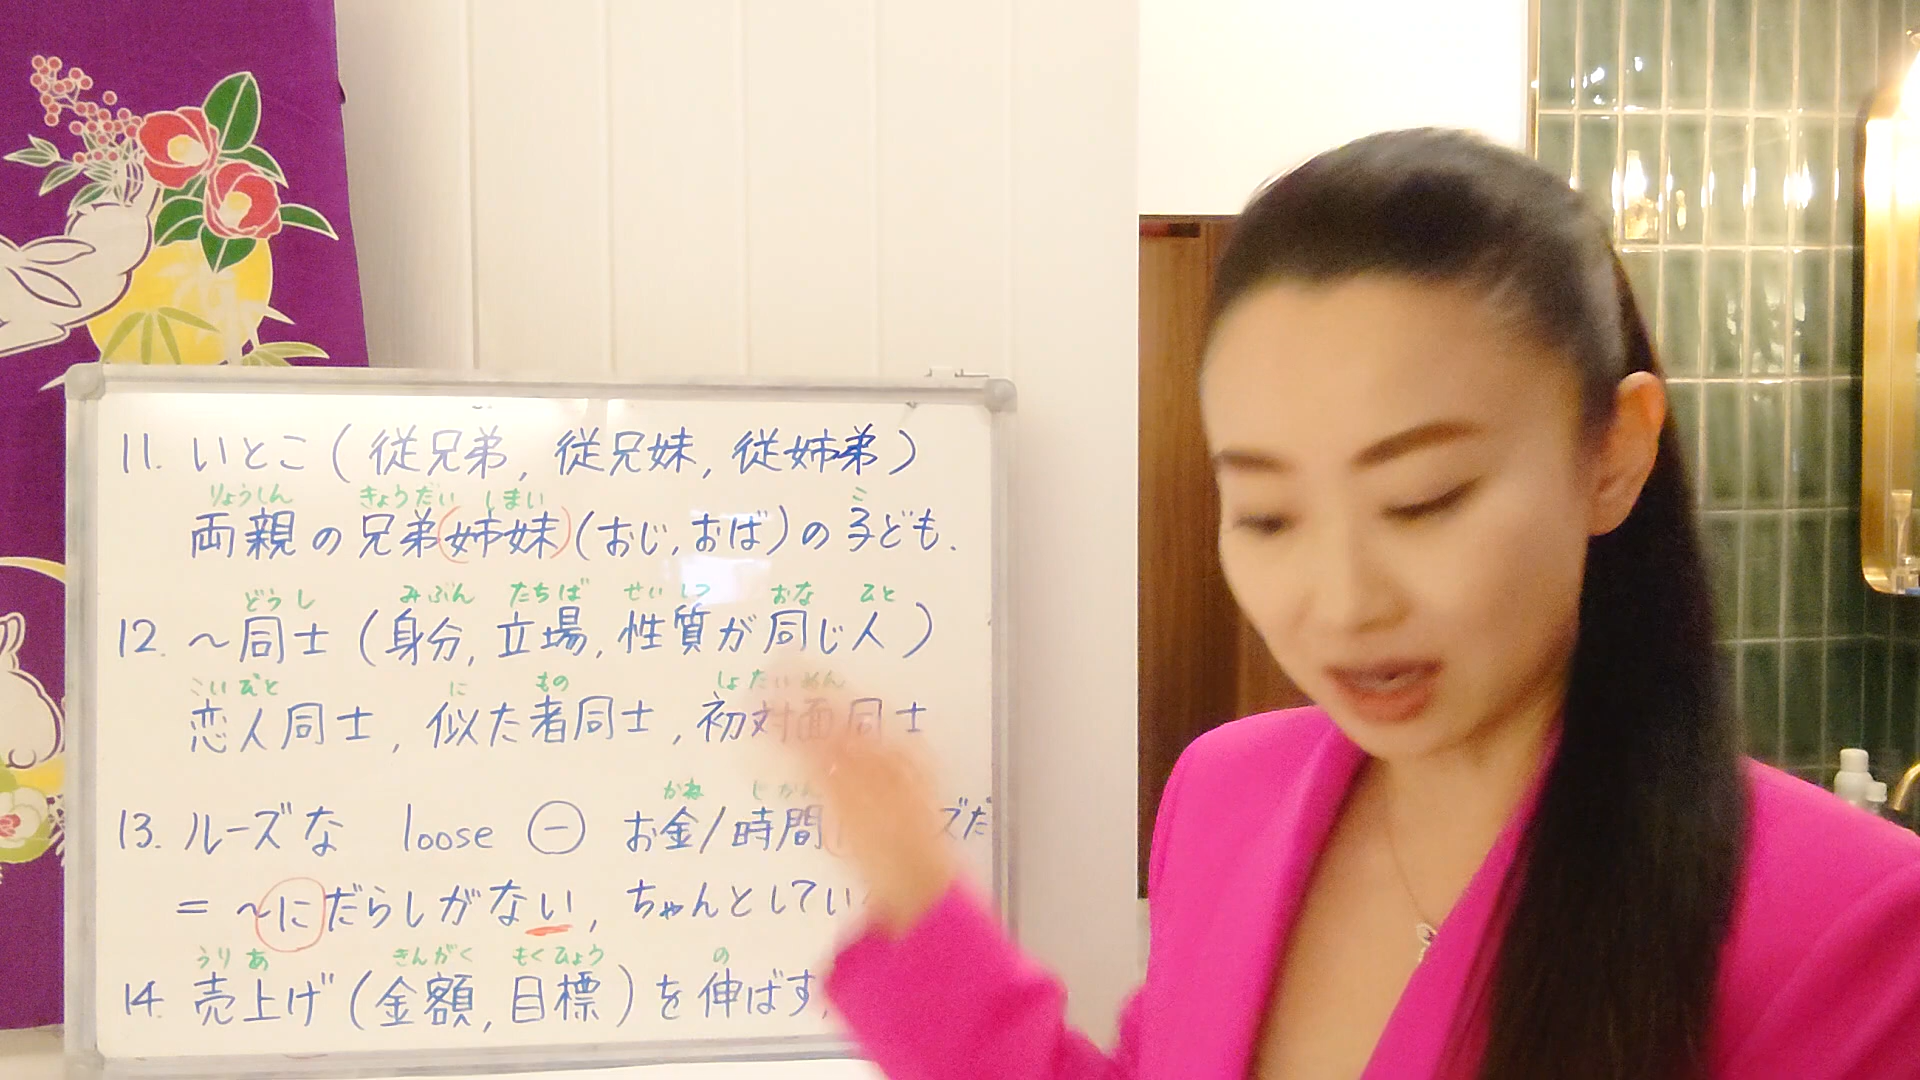 11. いとこ ( 従兄弟, 従兄妹, 従姉弟 )
りょうしん きょうだい しまい こ
両親の兄弟(姉妹)(おじ,おば)の子ども.
どうし みぶん たちば せいしつ おな ひと
12. ～同士 (身分, 立場, 性質が同じ人 )
こいびと に もの しょたいめん
恋人同士, 似た者同士, 初対面同士
かね じかん
13. ルーズな loose ⊖ お金/時間 ズだ
= ～にだらしがない, ちゃんとしてい
うりあ きんがく もくひょう の
14. 売上げ (金額, 目標) を伸ばす,